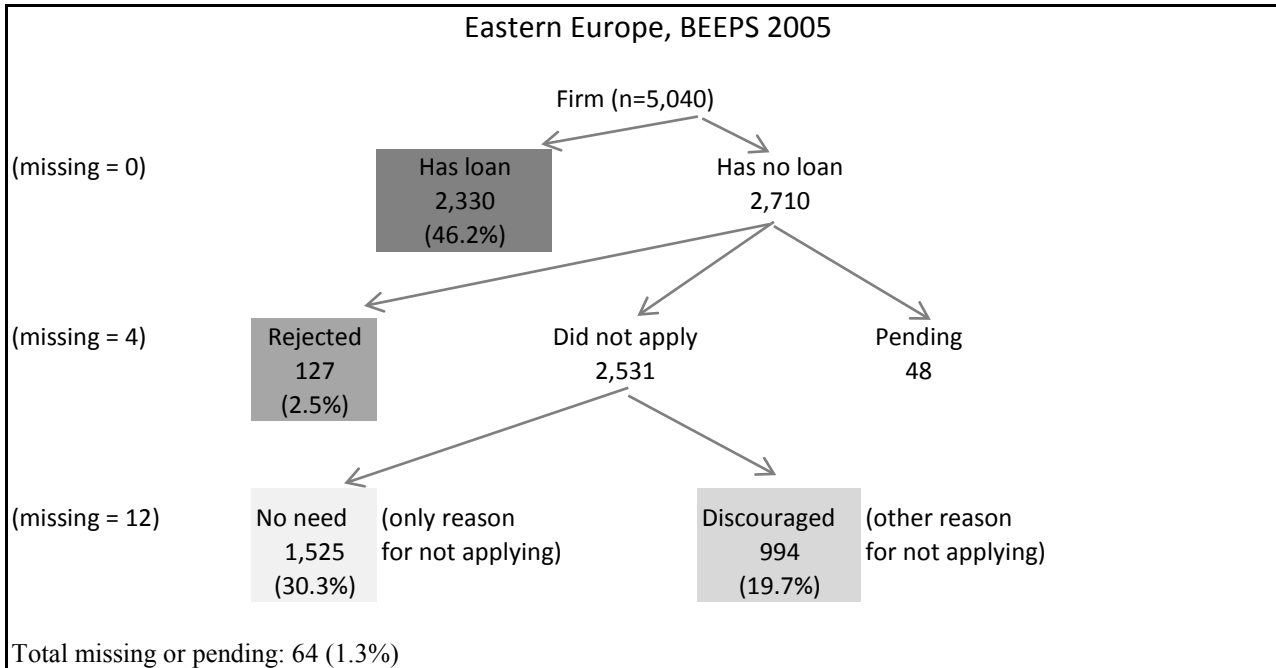 Eastern Europe, BEEPS 2005
Firm (n=5,040)
(missing = 0)
Has loan
2,330
(46.2%)
Has no loan
2,710
(missing = 4)
Rejected
127
(2.5%)
Did not apply
2,531
Pending
48
(missing = 12)
No need
1,525
(30.3%)
(only reason
for not applying)
Discouraged
994
(19.7%)
(other reason
for not applying)
Total missing or pending: 64 (1.3%)